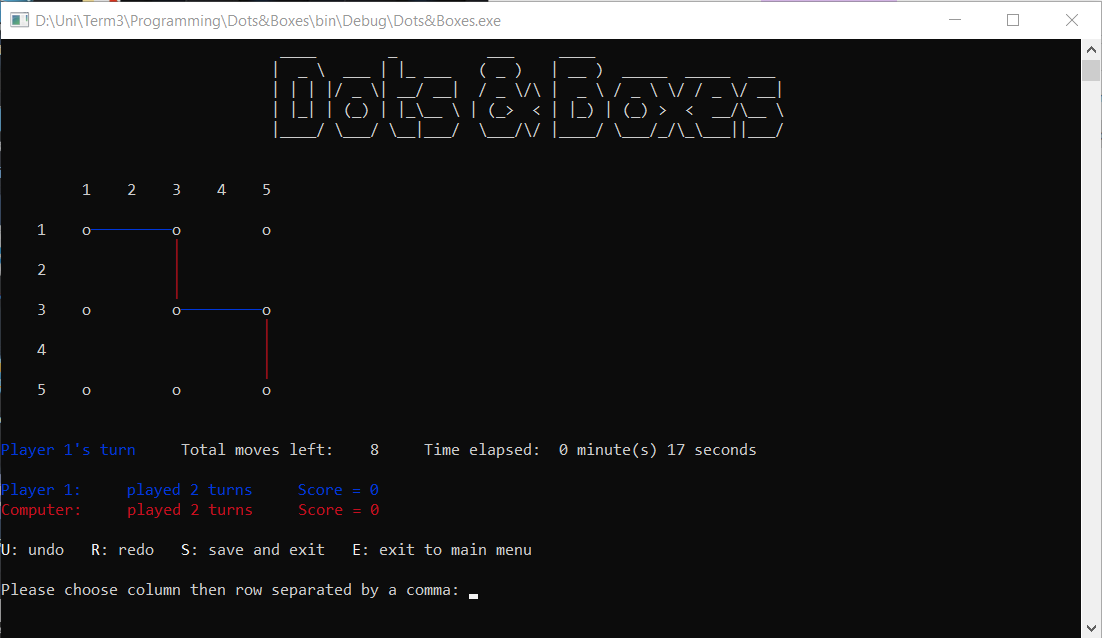 D:\Uni\Term3\Programming\Dots&Boxes\bin\Debug\Dots&Boxes.exe
Dots & Boxes
1 2 3 4 5
1 o o o
2
3 o o o
4
5 o o o
Player 1's turn Total moves left: 8 Time elapsed: 0 minute(s) 17 seconds
Player 1: played 2 turns Score = 0
Computer: played 2 turns Score = 0
U: undo R: redo S: save and exit E: exit to main menu
Please choose column then row separated by a comma: